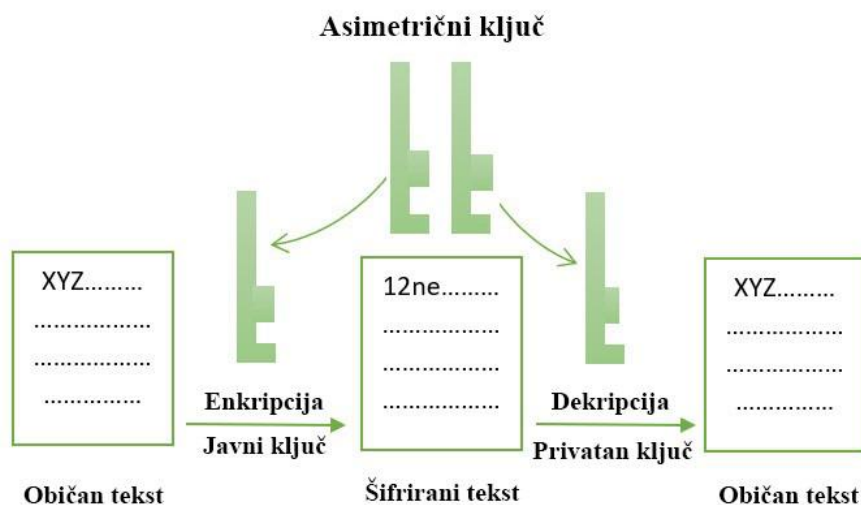 Asimetrični ključ
XYZ.........
....................
....................
.................
Enkripcija
Javni ključ
12ne.........
....................
....................
....................
Dekripcija
Privatan ključ
XYZ.........
....................
....................
.................
Običan tekst
Šifrirani tekst
Običan tekst